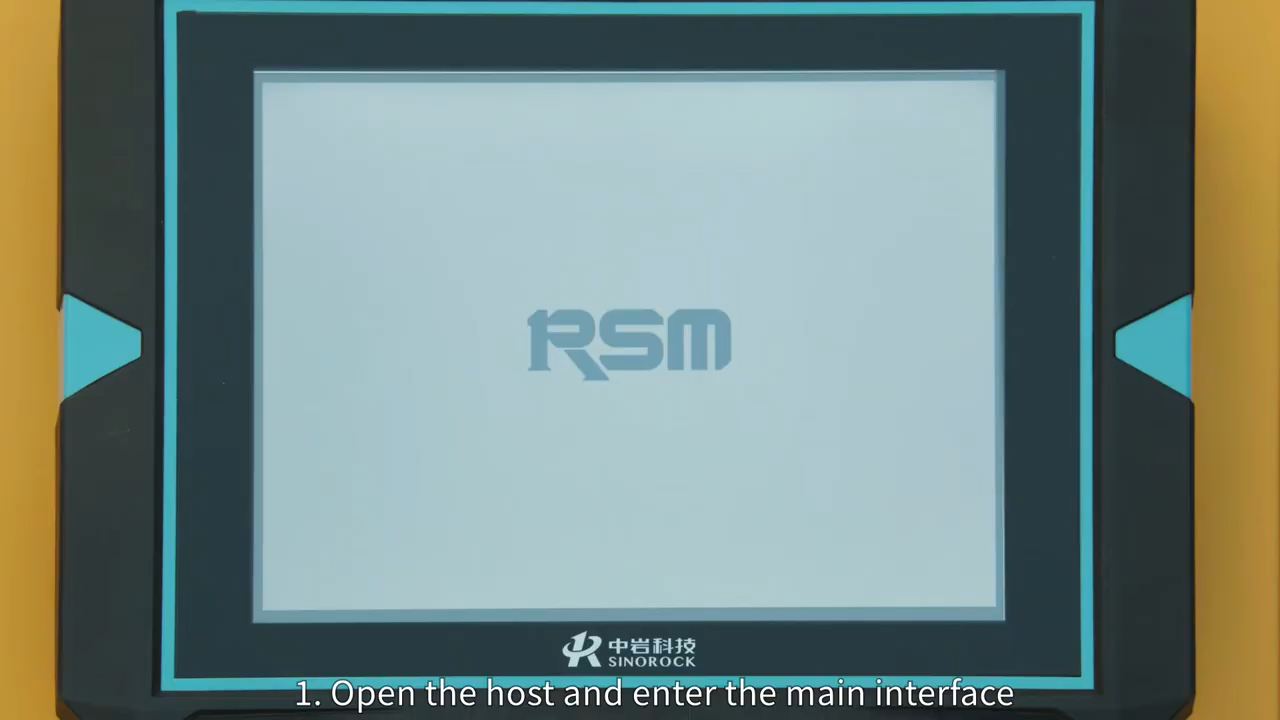 RSM
中岩科技
SINOROCK
1. Open the host and enter the main interface